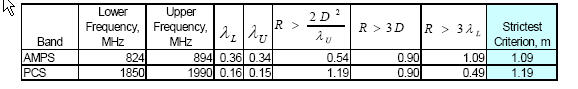 Band Lower Frequency, MHz Upper Frequency, MHz λL λU R > 2 D² / λU R > 3D R > 3λL Strictest Criterion, m
AMPS 824 894 0.36 0.34 0.54 0.90 1.09 1.09
PCS 1850 1990 0.16 0.15 1.19 0.90 0.49 1.19